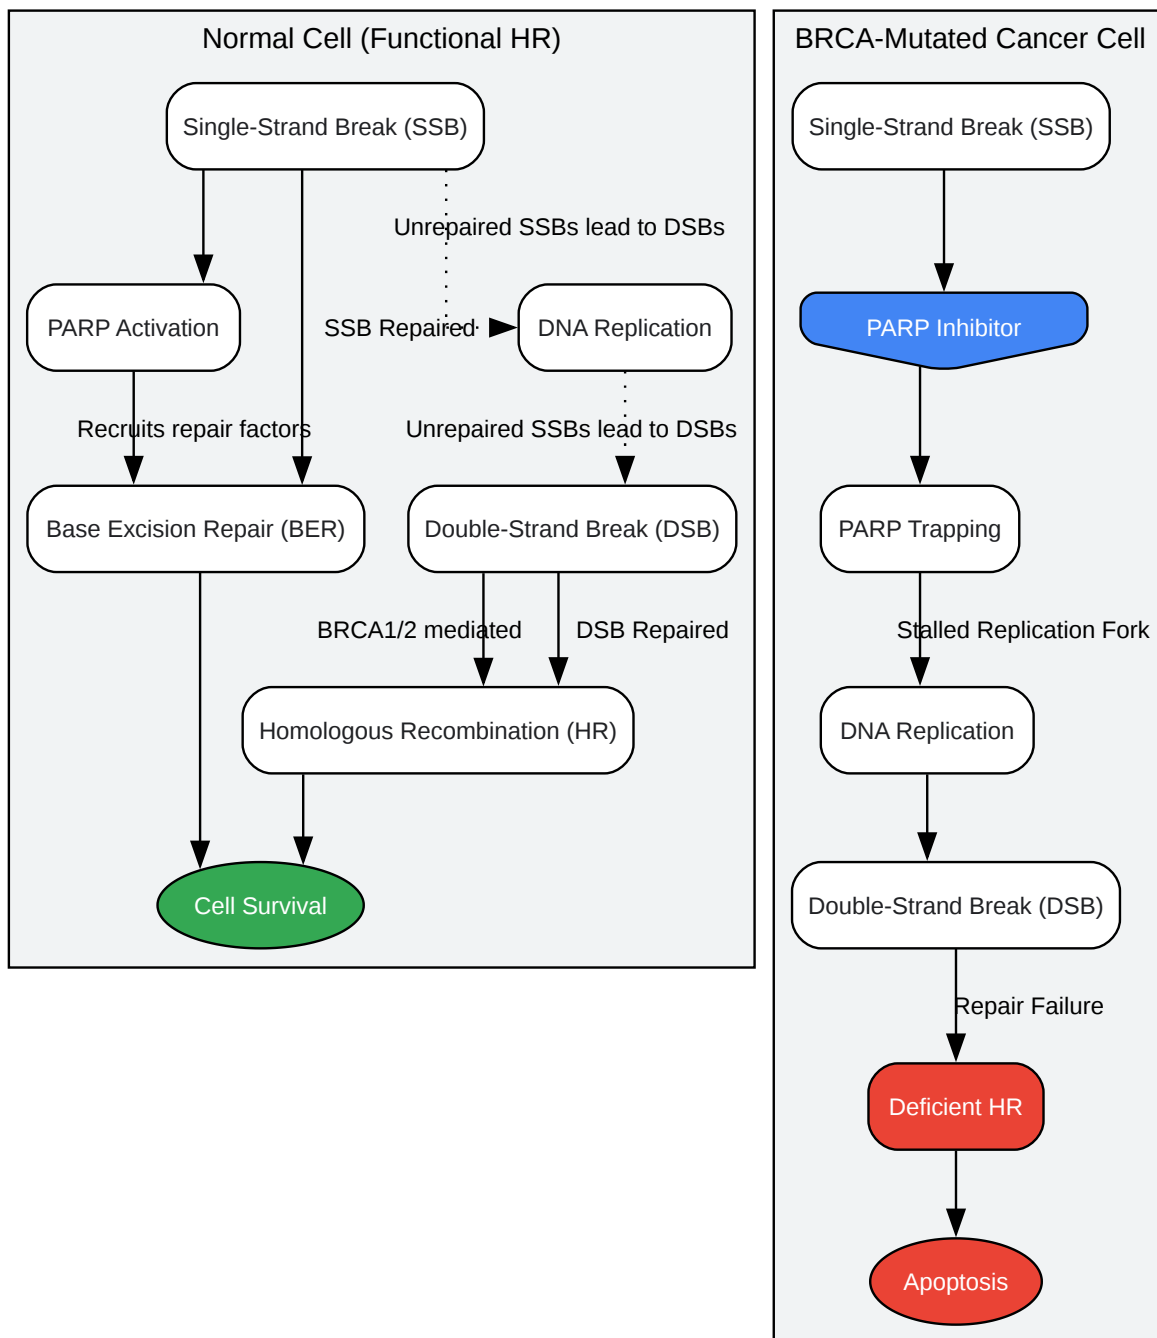 Normal Cell (Functional HR)
Single-Strand Break (SSB)
Unrepaired SSBs lead to DSBs
PARP Activation
SSB Repaired
DNA Replication
Recruits repair factors
Unrepaired SSBs lead to DSBs
Base Excision Repair (BER)
Double-Strand Break (DSB)
BRCA1/2 mediated
DSB Repaired
Homologous Recombination (HR)
Cell Survival
BRCA-Mutated Cancer Cell
Single-Strand Break (SSB)
PARP Inhibitor
PARP Trapping
Stalled Replication Fork
DNA Replication
Double-Strand Break (DSB)
Repair Failure
Deficient HR
Apoptosis